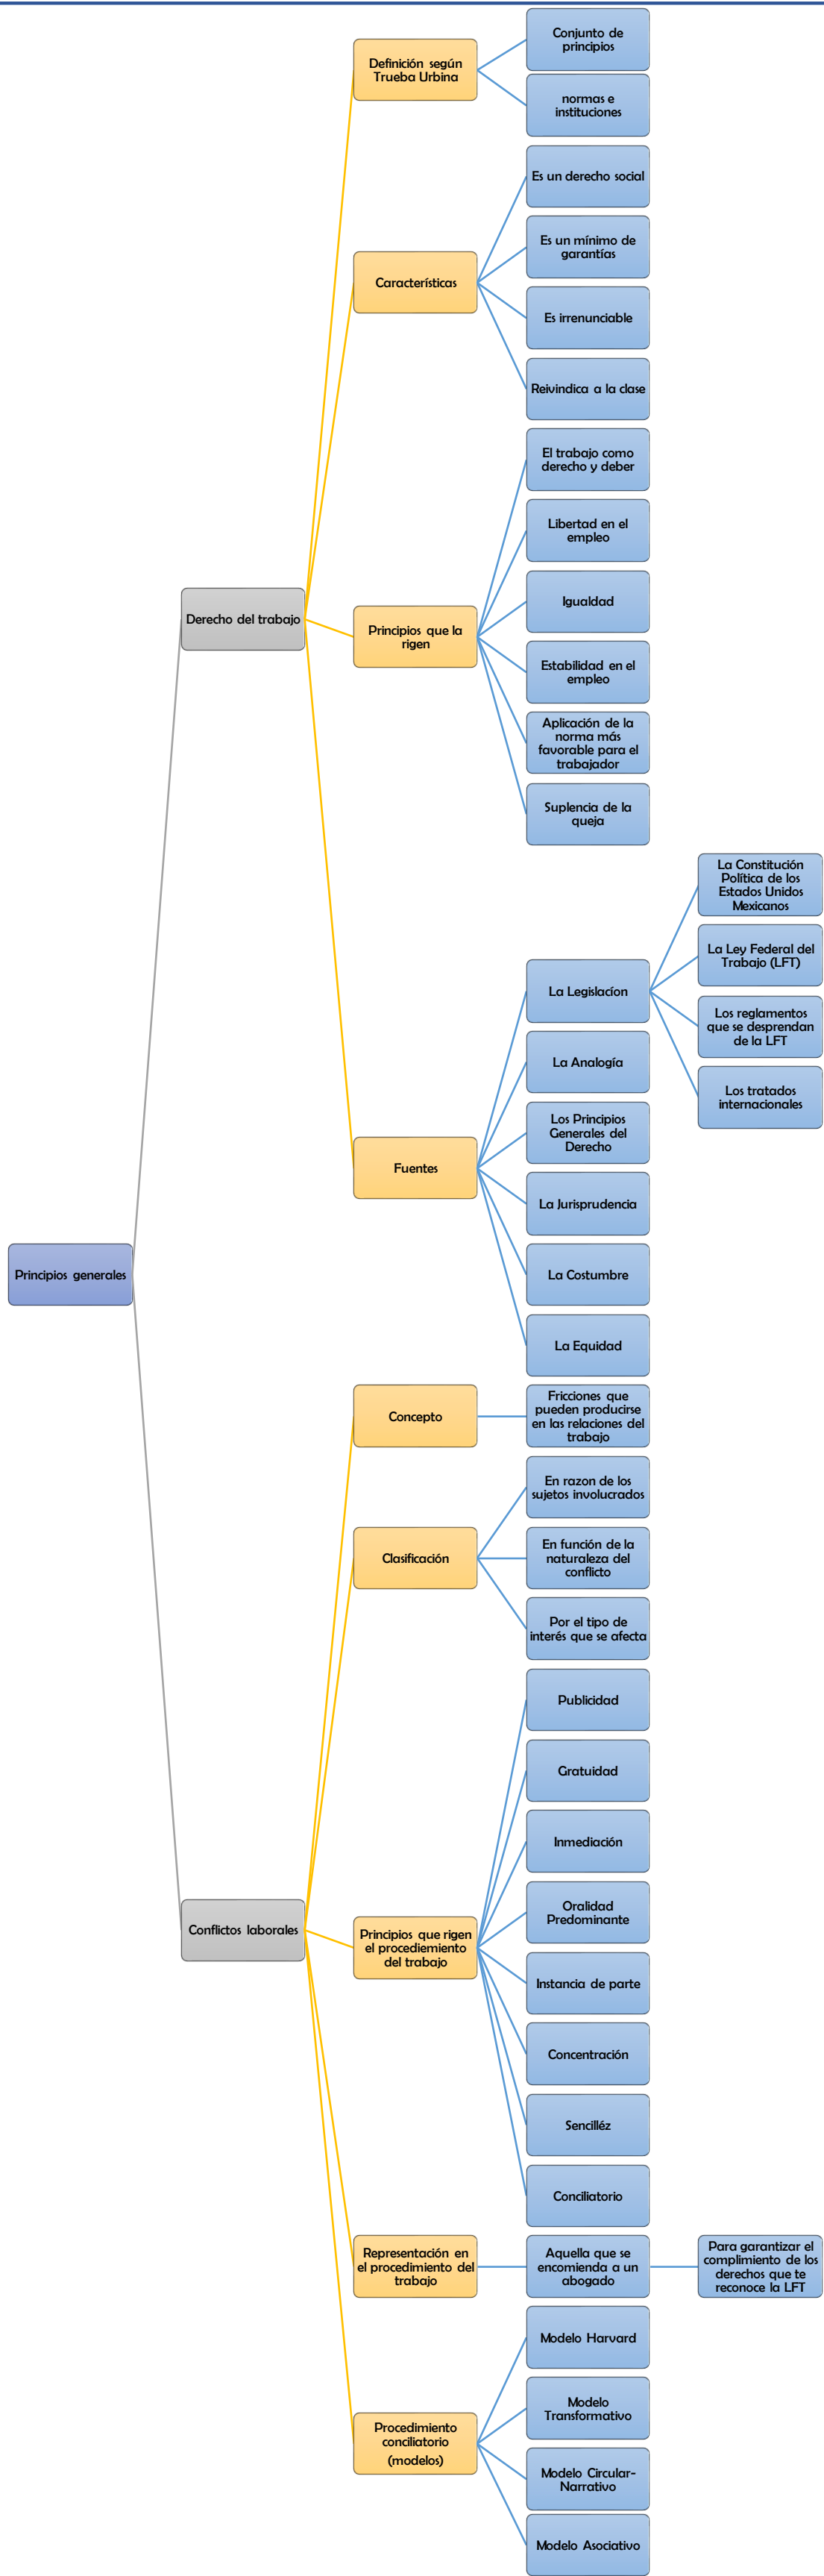 Principios generales
Derecho del trabajo
Definición según
Trueba Urbina
Conjunto de
principios
normas e
instituciones
Características
Es un derecho social
Es un mínimo de
garantías
Es irrenunciable
Reivindica a la clase
Principios que la
rigen
El trabajo como
derecho y deber
Libertad en el
empleo
Igualdad
Estabilidad en el
empleo
Aplicación de la
norma más
favorable para el
trabajador
Suplencia de la
queja
Fuentes
La Legislacíon
La Constitución
Política de los
Estados Unidos
Mexicanos
La Ley Federal del
Trabajo (LFT)
Los reglamentos
que se desprendan
de la LFT
Los tratados
internacionales
La Analogía
Los Principios
Generales del
Derecho
La Jurisprudencia
La Costumbre
La Equidad
Conflictos laborales
Concepto
Fricciones que
pueden producirse
en las relaciones del
trabajo
Clasificación
En razon de los
sujetos involucrados
En función de la
naturaleza del
conflicto
Por el tipo de
interés que se afecta
Principios que rigen
el procediemiento
del trabajo
Publicidad
Gratuidad
Inmediación
Oralidad
Predominante
Instancia de parte
Concentración
Sencilléz
Conciliatorio
Representación en
el procedimiento del
trabajo
Aquella que se
encomienda a un
abogado
Para garantizar el
complimiento de los
derechos que te
reconoce la LFT
Procedimiento
conciliatorio
(modelos)
Modelo Harvard
Modelo
Transformativo
Modelo Circular-
Narrativo
Modelo Asociativo